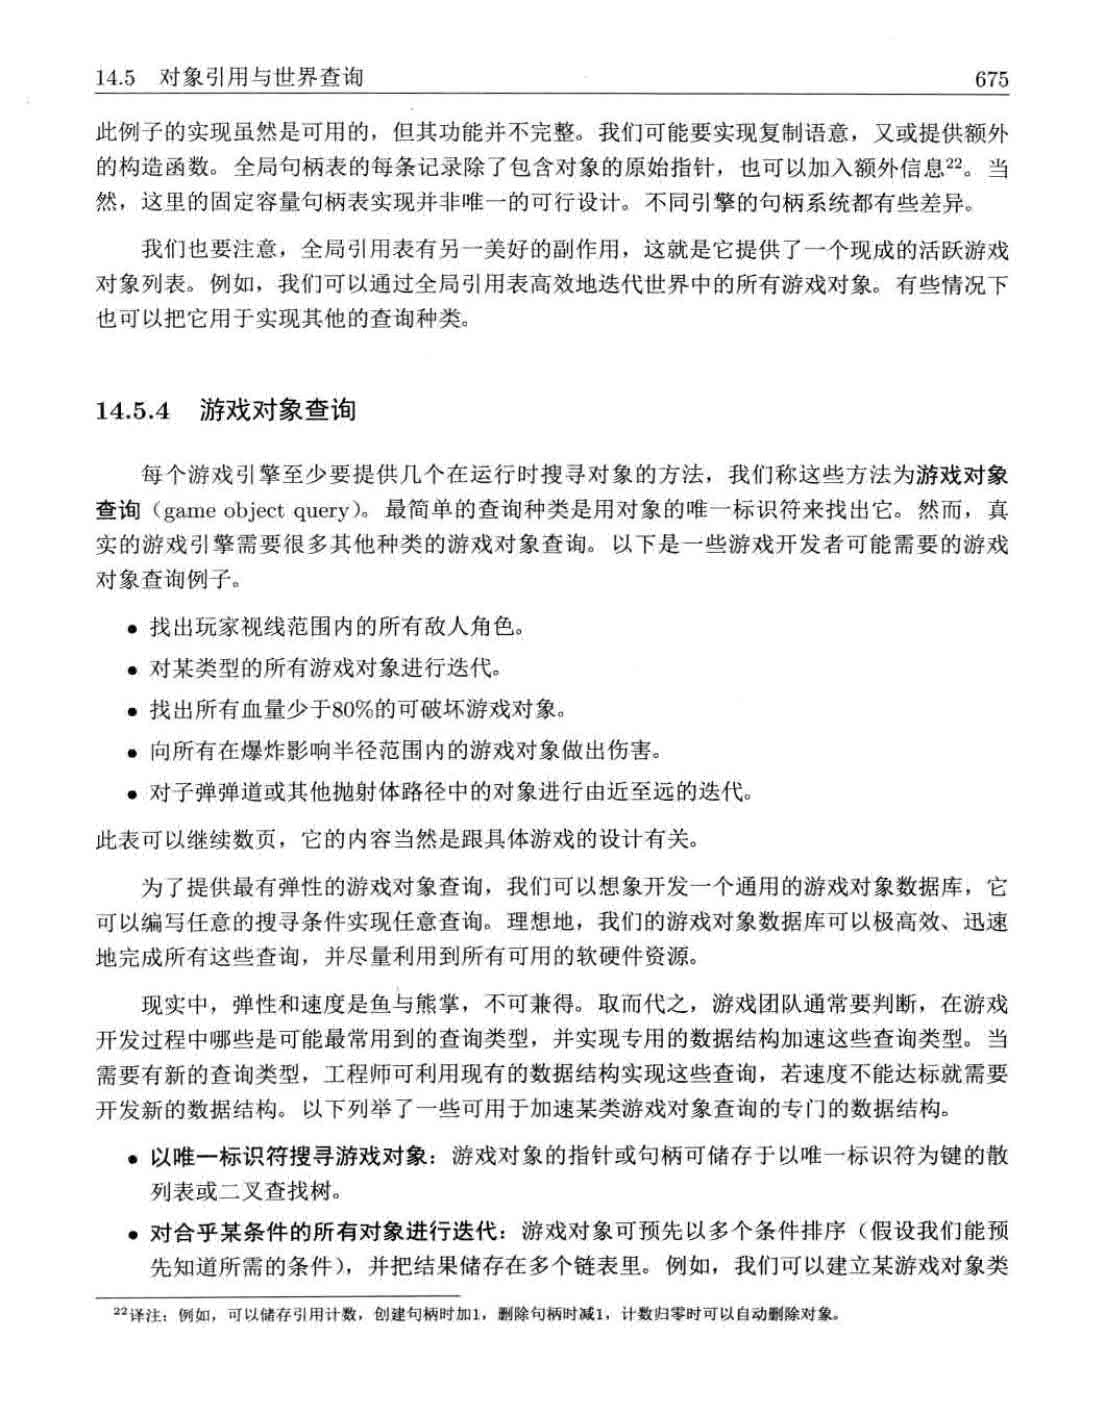 14.5 对象引用与世界查询 675
此例子的实现虽然是可用的，但其功能并不完整。我们可能要实现复制语意，又或提供额外
的构造函数。全局句柄表的每条记录除了包含对象的原始指针，也可以加入额外信息²²。当
然，这里的固定容量句柄表实现并非唯一的可行设计。不同引擎的句柄系统都有些差异。
我们也要注意，全局引用表有另一美好的副作用，这就是它提供了一个现成的活跃游戏
对象列表。例如，我们可以通过全局引用表高效地迭代世界中的所有游戏对象。有些情况下
也可以把它用于实现其他的查询种类。
14.5.4 游戏对象查询
每个游戏引擎至少要提供几个在运行时搜寻对象的方法，我们称这些方法为游戏对象
查询（game object query）。最简单的查询种类是用对象的唯一标识符来找出它。然而，真
实的游戏引擎需要很多其他种类的游戏对象查询。以下是一些游戏开发者可能需要的游戏
对象查询例子。
● 找出玩家视线范围内的所有敌人角色。
● 对某类型的所有游戏对象进行迭代。
● 找出所有血量少于80%的可破坏游戏对象。
● 向所有在爆炸影响半径范围内的游戏对象做出伤害。
● 对子弹弹道或其他抛射体路径中的对象进行由近至远的迭代。
此表可以继续数页，它的内容当然是跟具体游戏的设计有关。
为了提供最有弹性的游戏对象查询，我们可以想象开发一个通用的游戏对象数据库，它
可以编写任意的搜寻条件实现任意查询。理想地，我们的游戏对象数据库可以极高效、迅速
地完成所有这些查询，并尽量利用到所有可用的软硬件资源。
现实中，弹性和速度是鱼与熊掌，不可兼得。取而代之，游戏团队通常要判断，在游戏
开发过程中哪些是可能最常用到的查询类型，并实现专用的数据结构加速这些查询类型。当
需要有新的查询类型，工程师可利用现有的数据结构实现这些查询，若速度不能达标就需要
开发新的数据结构。以下列举了一些可用于加速某类游戏对象查询的专门的数据结构。
● 以唯一标识符搜寻游戏对象：游戏对象的指针或句柄可储存于以唯一标识符为键的散
列表或二叉查找树。
● 对合乎某条件的所有对象进行迭代：游戏对象可预先以多个条件排序（假设我们能预
先知道所需的条件），并把结果储存在多个链表里。例如，我们可以建立某游戏对象类
²²译注：例如，可以储存引用计数，创建句柄时加1，删除句柄时减1，计数归零时可以自动删除对象。